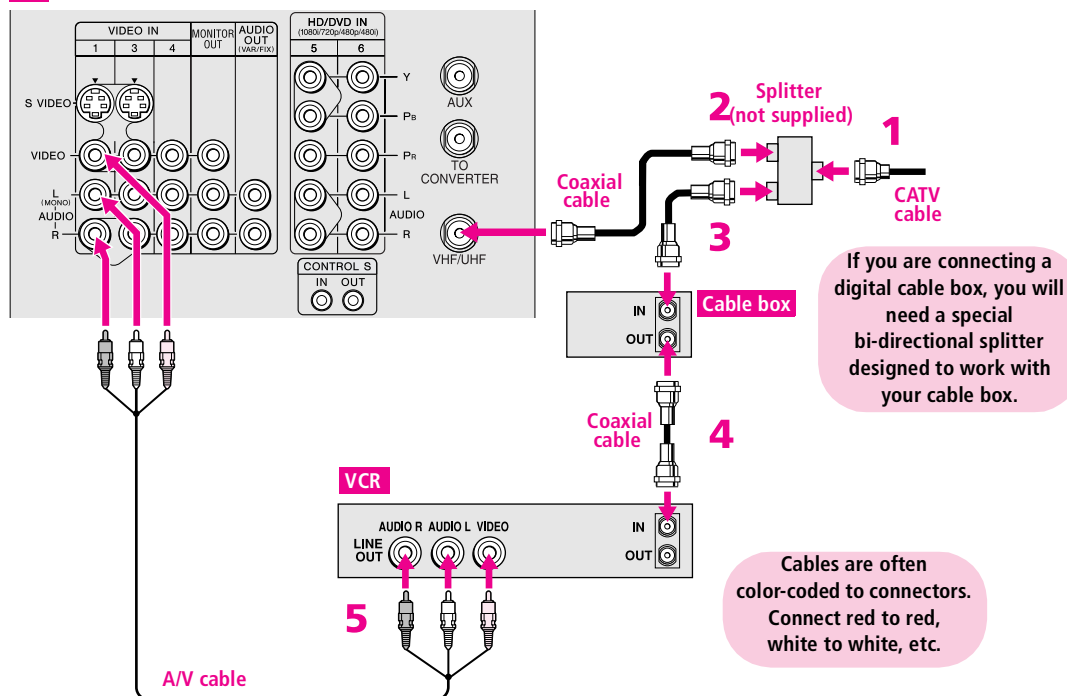 VIDEO IN
1 3 4
MONITOR
OUT
AUDIO
OUT
(VAR/FIX)
HD/DVD IN
(1080i/720p/480p/480i)
5 6
S VIDEO
VIDEO
L
(MONO)
AUDIO
R
Y
PB
PR
L
AUDIO
R
AUX
TO
CONVERTER
VHF/UHF
CONTROL S
IN OUT
2
Splitter
(not supplied)
1
Coaxial
cable
CATV
cable
3
If you are connecting a
digital cable box, you will
need a special
bi-directional splitter
designed to work with
your cable box.
Cable box
IN
OUT
Coaxial
cable
4
VCR
AUDIO R AUDIO L VIDEO
LINE
OUT
IN
OUT
5
Cables are often
color-coded to connectors.
Connect red to red,
white to white, etc.
A/V cable